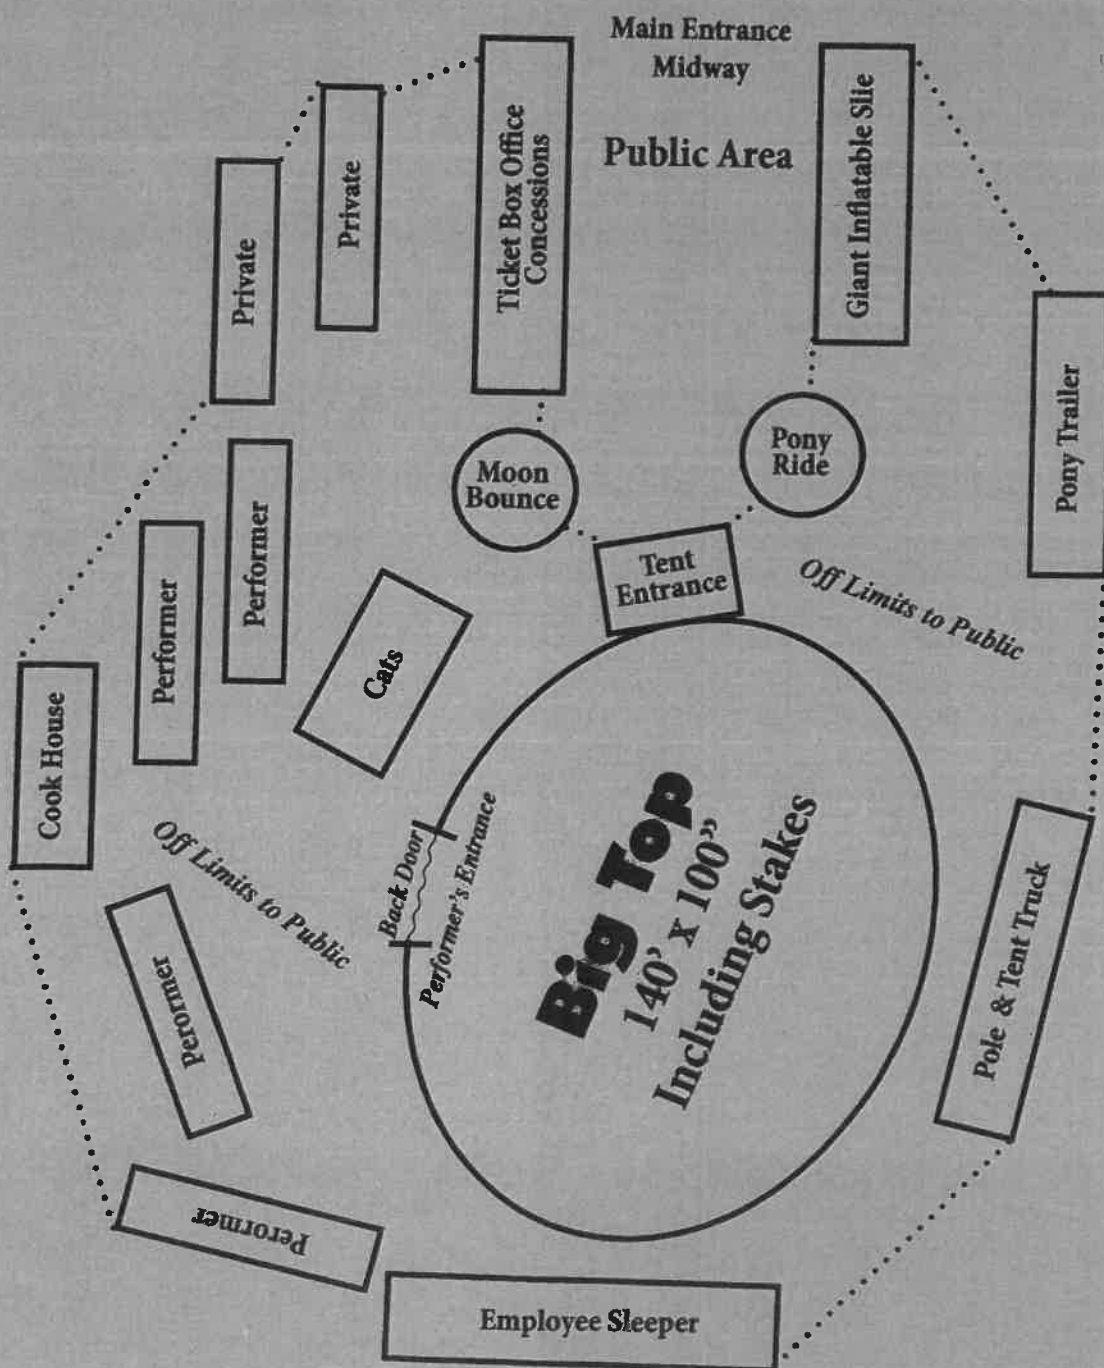 Main Entrance
Midway
Public Area
Ticket Box Office
Concessions
Giant Inflatable Slie
Private
Private
Pony Trailer
Moon
Bounce
Pony
Ride
Performer
Performer
Tent
Entrance
Off Limits to Public
Cats
Cook House
Off Limits to Public
Back Door
Performer's Entrance
Big Top
140' x 100"
Including Stakes
Pole & Tent Truck
Perormer
Perormer
Employee Sleeper